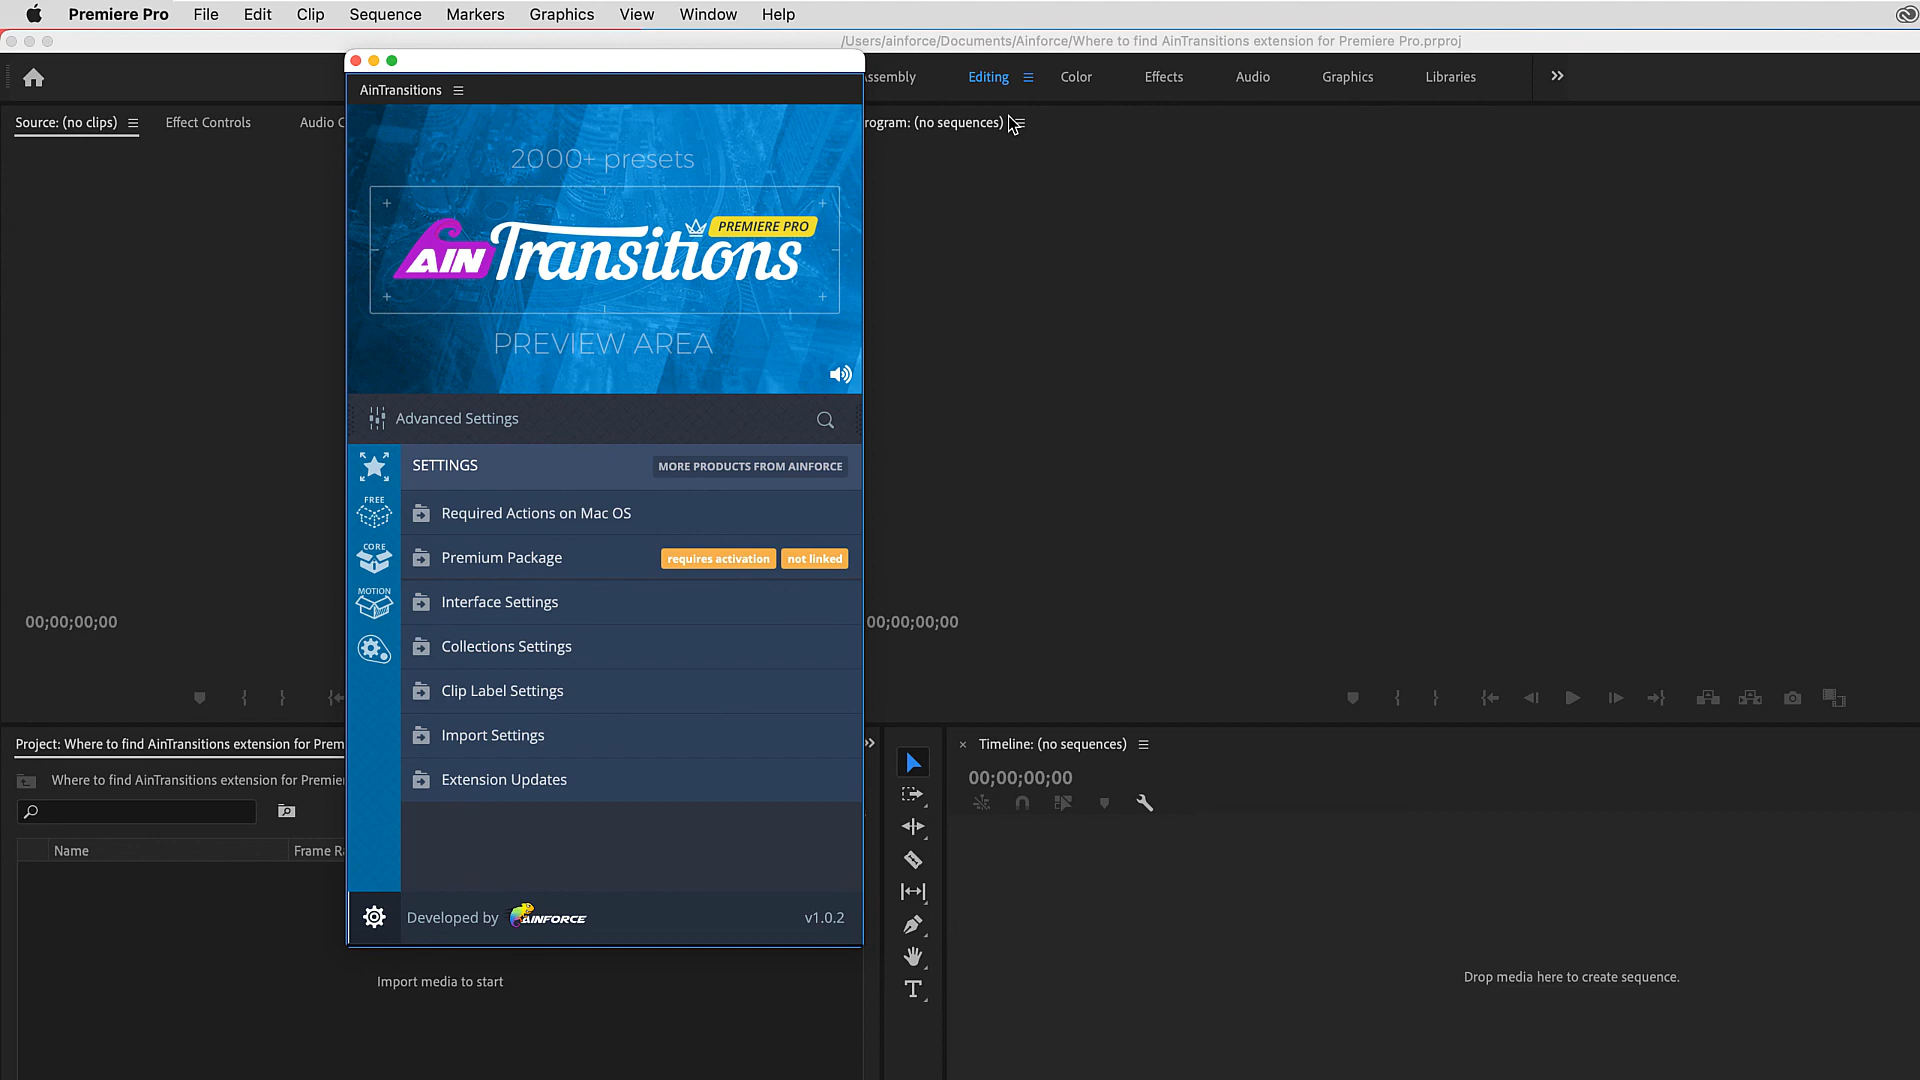 Premiere Pro File Edit Clip Sequence Markers Graphics View Window Help
/Users/ainforce/Documents/Ainforce/Where to find AinTransitions extension for Premiere Pro.prproj
ssembly Editing Color Effects Audio Graphics Libraries
AinTransitions
Source: (no clips) Effect Controls Audio C
rogram: (no sequences)
2000+ presets
AIN Transitions PREMIERE PRO
PREVIEW AREA
Advanced Settings
SETTINGS MORE PRODUCTS FROM AINFORCE
FREE
Required Actions on Mac OS
CORE
Premium Package requires activation not linked
MOTION
Interface Settings
Collections Settings
Clip Label Settings
Import Settings
Extension Updates
Developed by AINFORCE v1.0.2
00;00;00;00
00;00;00;00
Project: Where to find AinTransitions extension for Prem
Where to find AinTransitions extension for Premier
Name Frame Ra
Import media to start
Timeline: (no sequences)
00;00;00;00
Drop media here to create sequence.